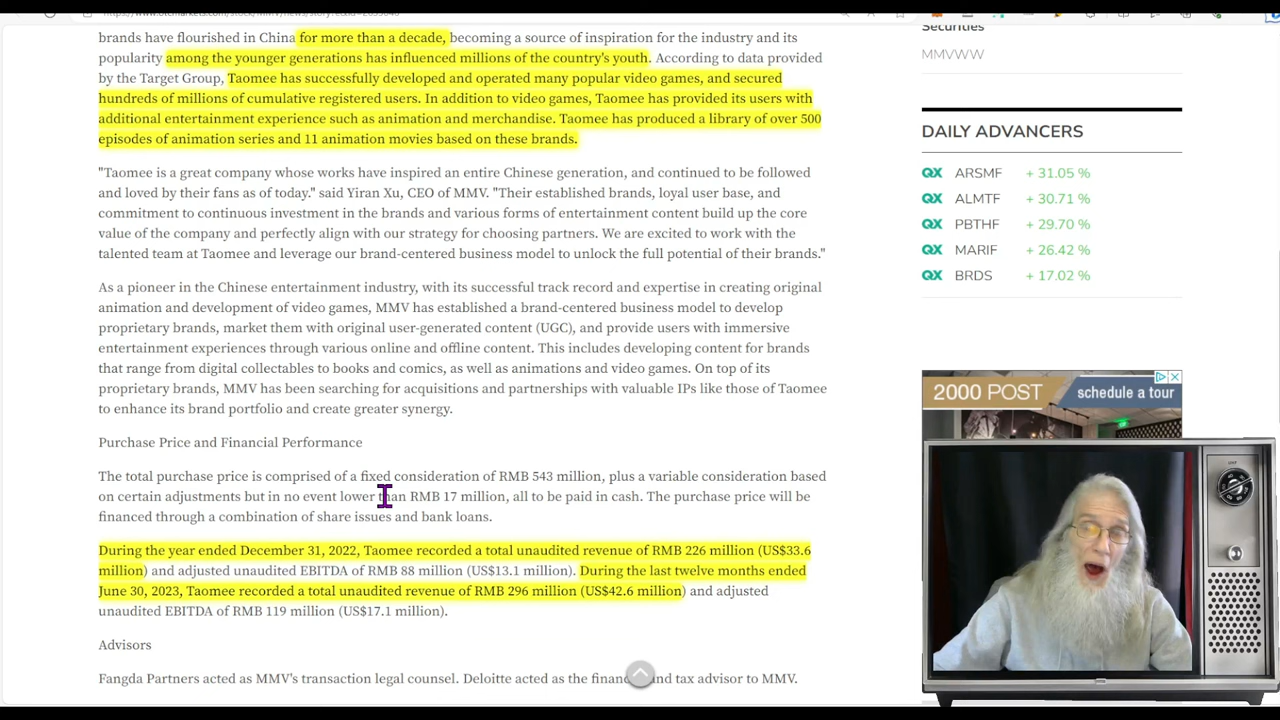 brands have flourished in China for more than a decade, becoming a source of inspiration for the industry and its
popularity among the younger generations has influenced millions of the country's youth. According to data provided
by the Target Group, Taomee has successfully developed and operated many popular video games, and secured
hundreds of millions of cumulative registered users. In addition to video games, Taomee has provided its users with
additional entertainment experience such as animation and merchandise. Taomee has produced a library of over 500
episodes of animation series and 11 animation movies based on these brands.
"Taomee is a great company whose works have inspired an entire Chinese generation, and continued to be followed
and loved by their fans as of today." said Yiran Xu, CEO of MMV. "Their established brands, loyal user base, and
commitment to continuous investment in the brands and various forms of entertainment content build up the core
value of the company and perfectly align with our strategy for choosing partners. We are excited to work with the
talented team at Taomee and leverage our brand-centered business model to unlock the full potential of their brands."
As a pioneer in the Chinese entertainment industry, with its successful track record and expertise in creating original
animation and development of video games, MMV has established a brand-centered business model to develop
proprietary brands, market them with original user-generated content (UGC), and provide users with immersive
entertainment experiences through various online and offline content. This includes developing content for brands
that range from digital collectables to books and comics, as well as animations and video games. On top of its
proprietary brands, MMV has been searching for acquisitions and partnerships with valuable IPs like those of Taomee
to enhance its brand portfolio and create greater synergy.
Purchase Price and Financial Performance
The total purchase price is comprised of a fixed consideration of RMB 543 million, plus a variable consideration based
on certain adjustments but in no event lower than RMB 17 million, all to be paid in cash. The purchase price will be
financed through a combination of share issues and bank loans.
During the year ended December 31, 2022, Taomee recorded a total unaudited revenue of RMB 226 million (US$33.6
million) and adjusted unaudited EBITDA of RMB 88 million (US$13.1 million). During the last twelve months ended
June 30, 2023, Taomee recorded a total unaudited revenue of RMB 296 million (US$42.6 million) and adjusted
unaudited EBITDA of RMB 119 million (US$17.1 million).
Advisors
Fangda Partners acted as MMV's transaction legal counsel. Deloitte acted as the and tax advisor to MMV.
Securities
MMVWW
DAILY ADVANCERS
QX ARSMF + 31.05 %
QX ALMTF + 30.71 %
QX PBTHF + 29.70 %
QX MARIF + 26.42 %
QX BRDS + 17.02 %
2000 POST schedule a tour